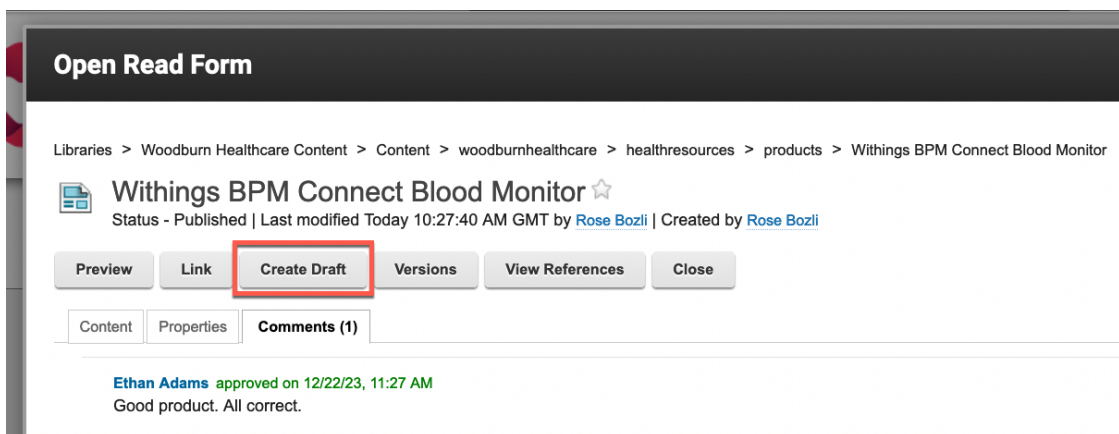 Open Read Form
Libraries > Woodburn Healthcare Content > Content > woodburnhealthcare > healthresources > products > Withings BPM Connect Blood Monitor
Withings BPM Connect Blood Monitor
Status - Published | Last modified Today 10:27:40 AM GMT by Rose Bozli | Created by Rose Bozli
Preview Link Create Draft Versions View References Close
Content Properties Comments (1)
Ethan Adams approved on 12/22/23, 11:27 AM
Good product. All correct.